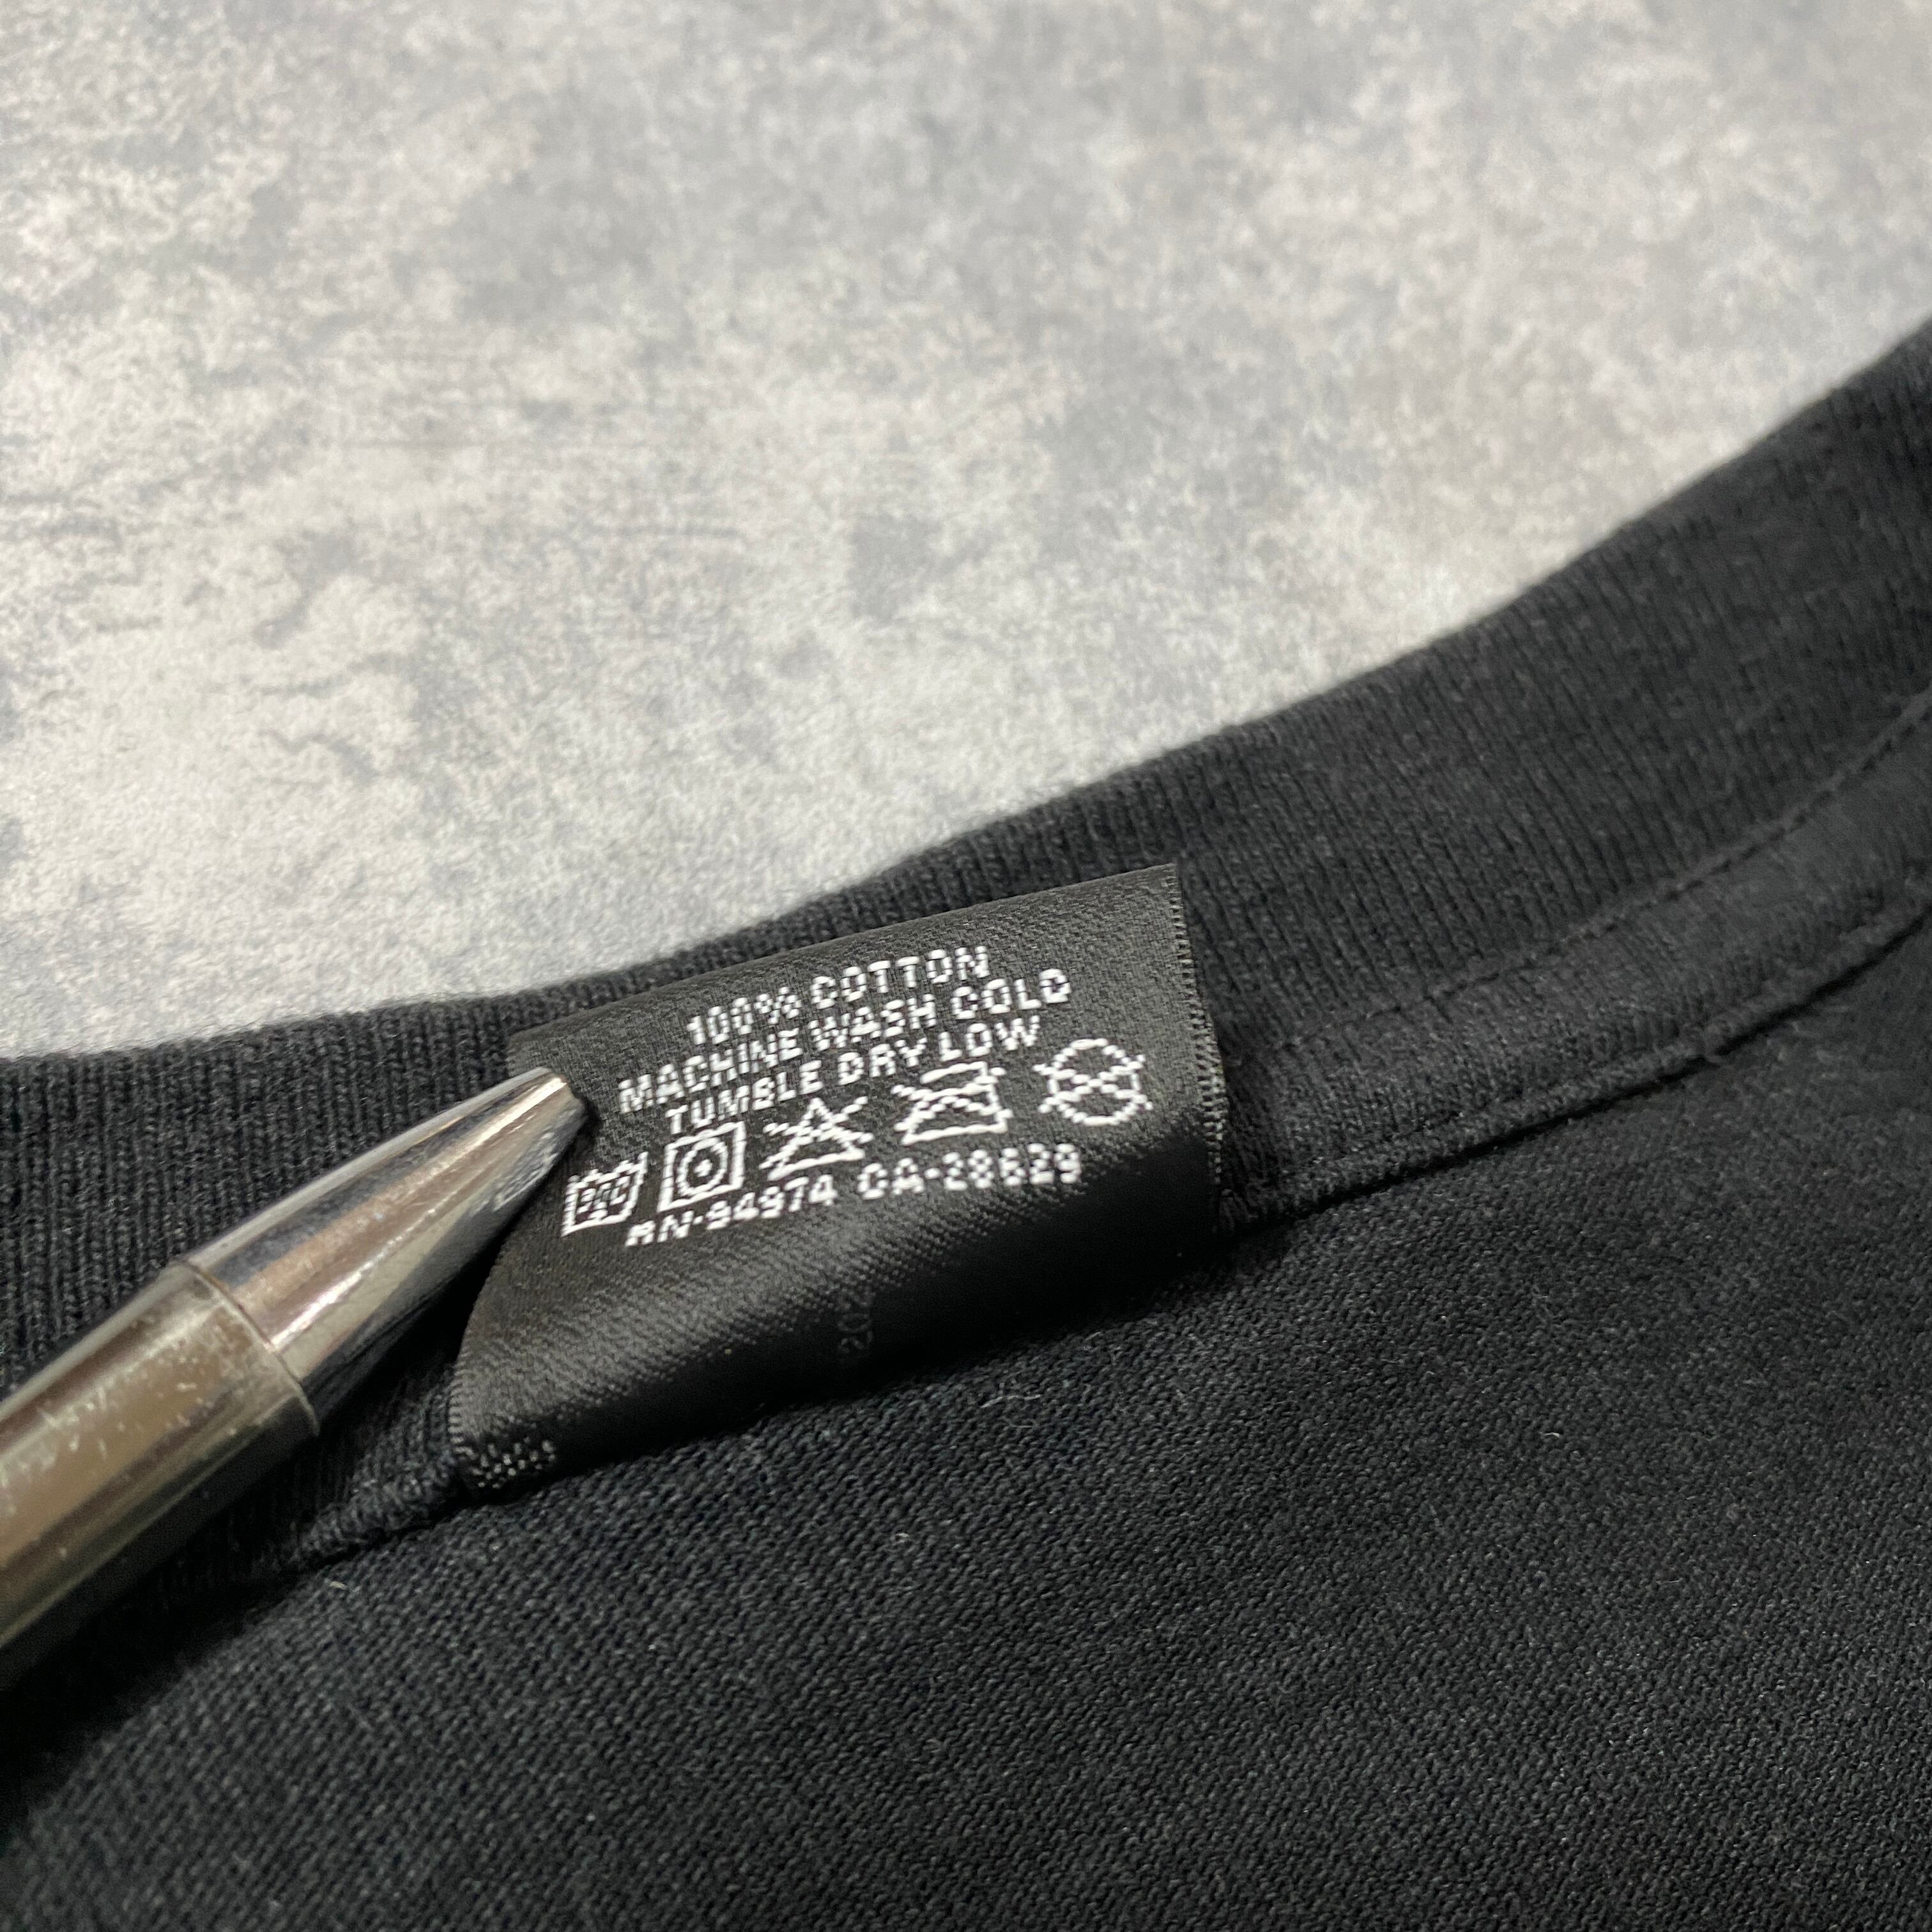 100% COTTON
MACHINE WASH COLD
TUMBLE DRY LOW
RN-94974 CA-28629